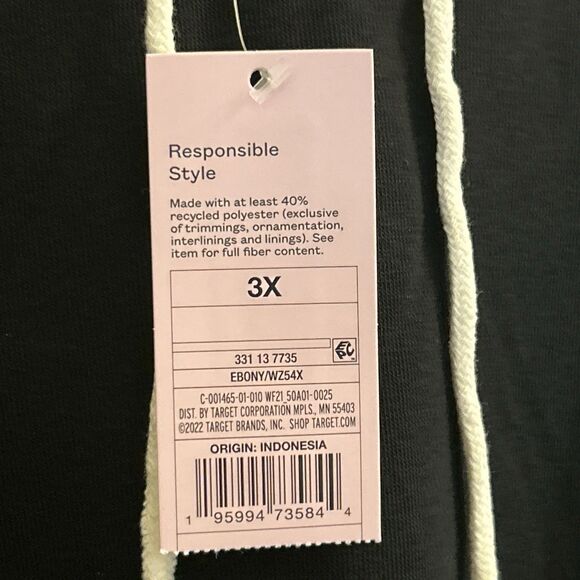 Responsible
Style
Made with at least 40%
recycled polyester (exclusive
of trimmings, ornamentation,
interlinings and linings). See
item for full fiber content.
3X
331 13 7735
EBONY/WZ54X
C-001465-01-010 WF21_50A01-0025
DIST. BY TARGET CORPORATION MPLS, MN 55403
©2022 TARGET BRANDS, INC. SHOP TARGET.COM
ORIGIN: INDONESIA
1 95994 73584 4